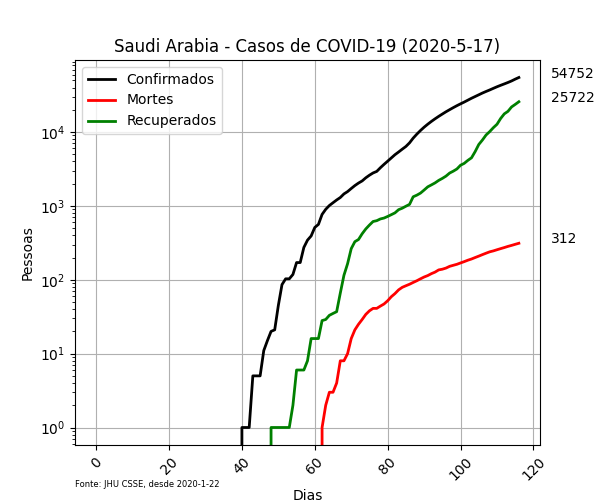 Saudi Arabia - Casos de COVID-19 (2020-5-17)
Confirmados
Mortes
Recuperados
54752
25722
312
Pessoas
10⁴
10³
10²
10¹
10⁰
0 20 40 60 80 100 120
Dias
Fonte: JHU CSSE, desde 2020-1-22